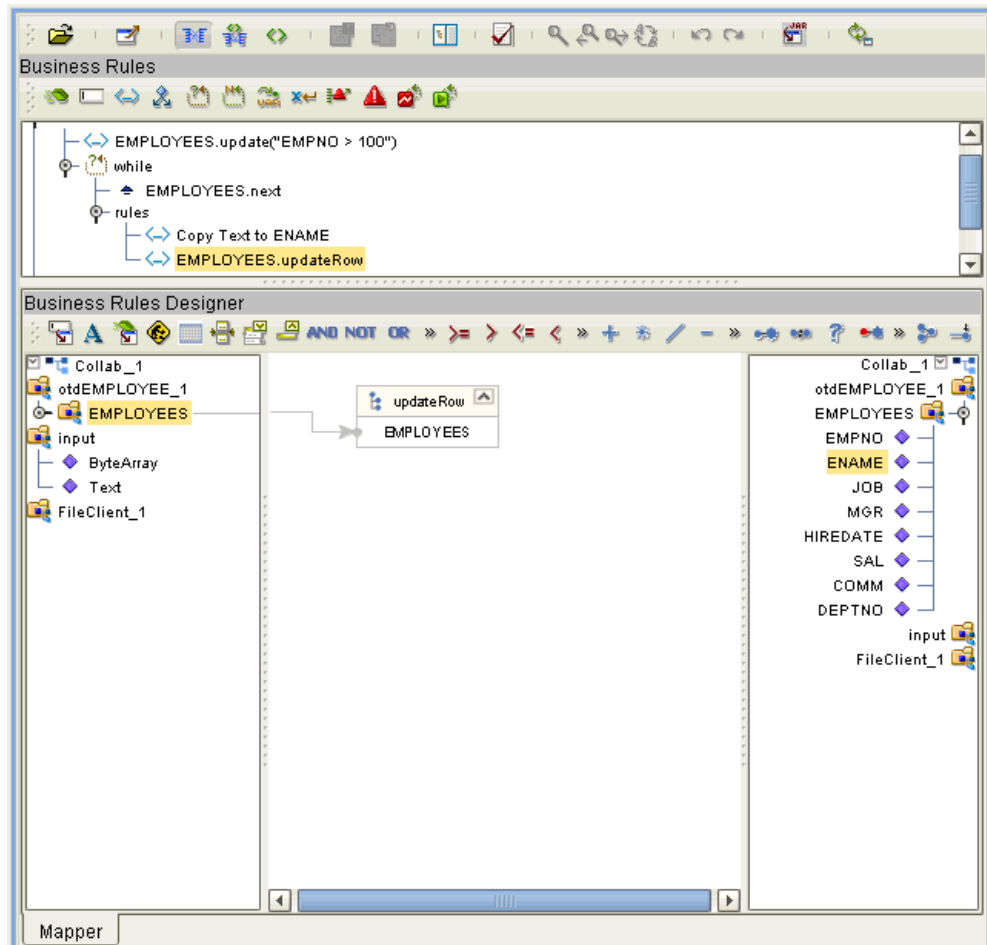 JAR
Business Rules
EMPLOYEES.update("EMPNO > 100")
while
EMPLOYEES.next
rules
Copy Text to ENAME
EMPLOYEES.updateRow
Business Rules Designer
A AND NOT OR » >= > <= < » + * / - » ? » 
Collab_1
otdEMPLOYEE_1
EMPLOYEES
input
ByteArray
Text
FileClient_1
updateRow
EMPLOYEES
Collab_1
otdEMPLOYEE_1
EMPLOYEES
EMPNO
ENAME
JOB
MGR
HIREDATE
SAL
COMM
DEPTNO
input
FileClient_1
Mapper